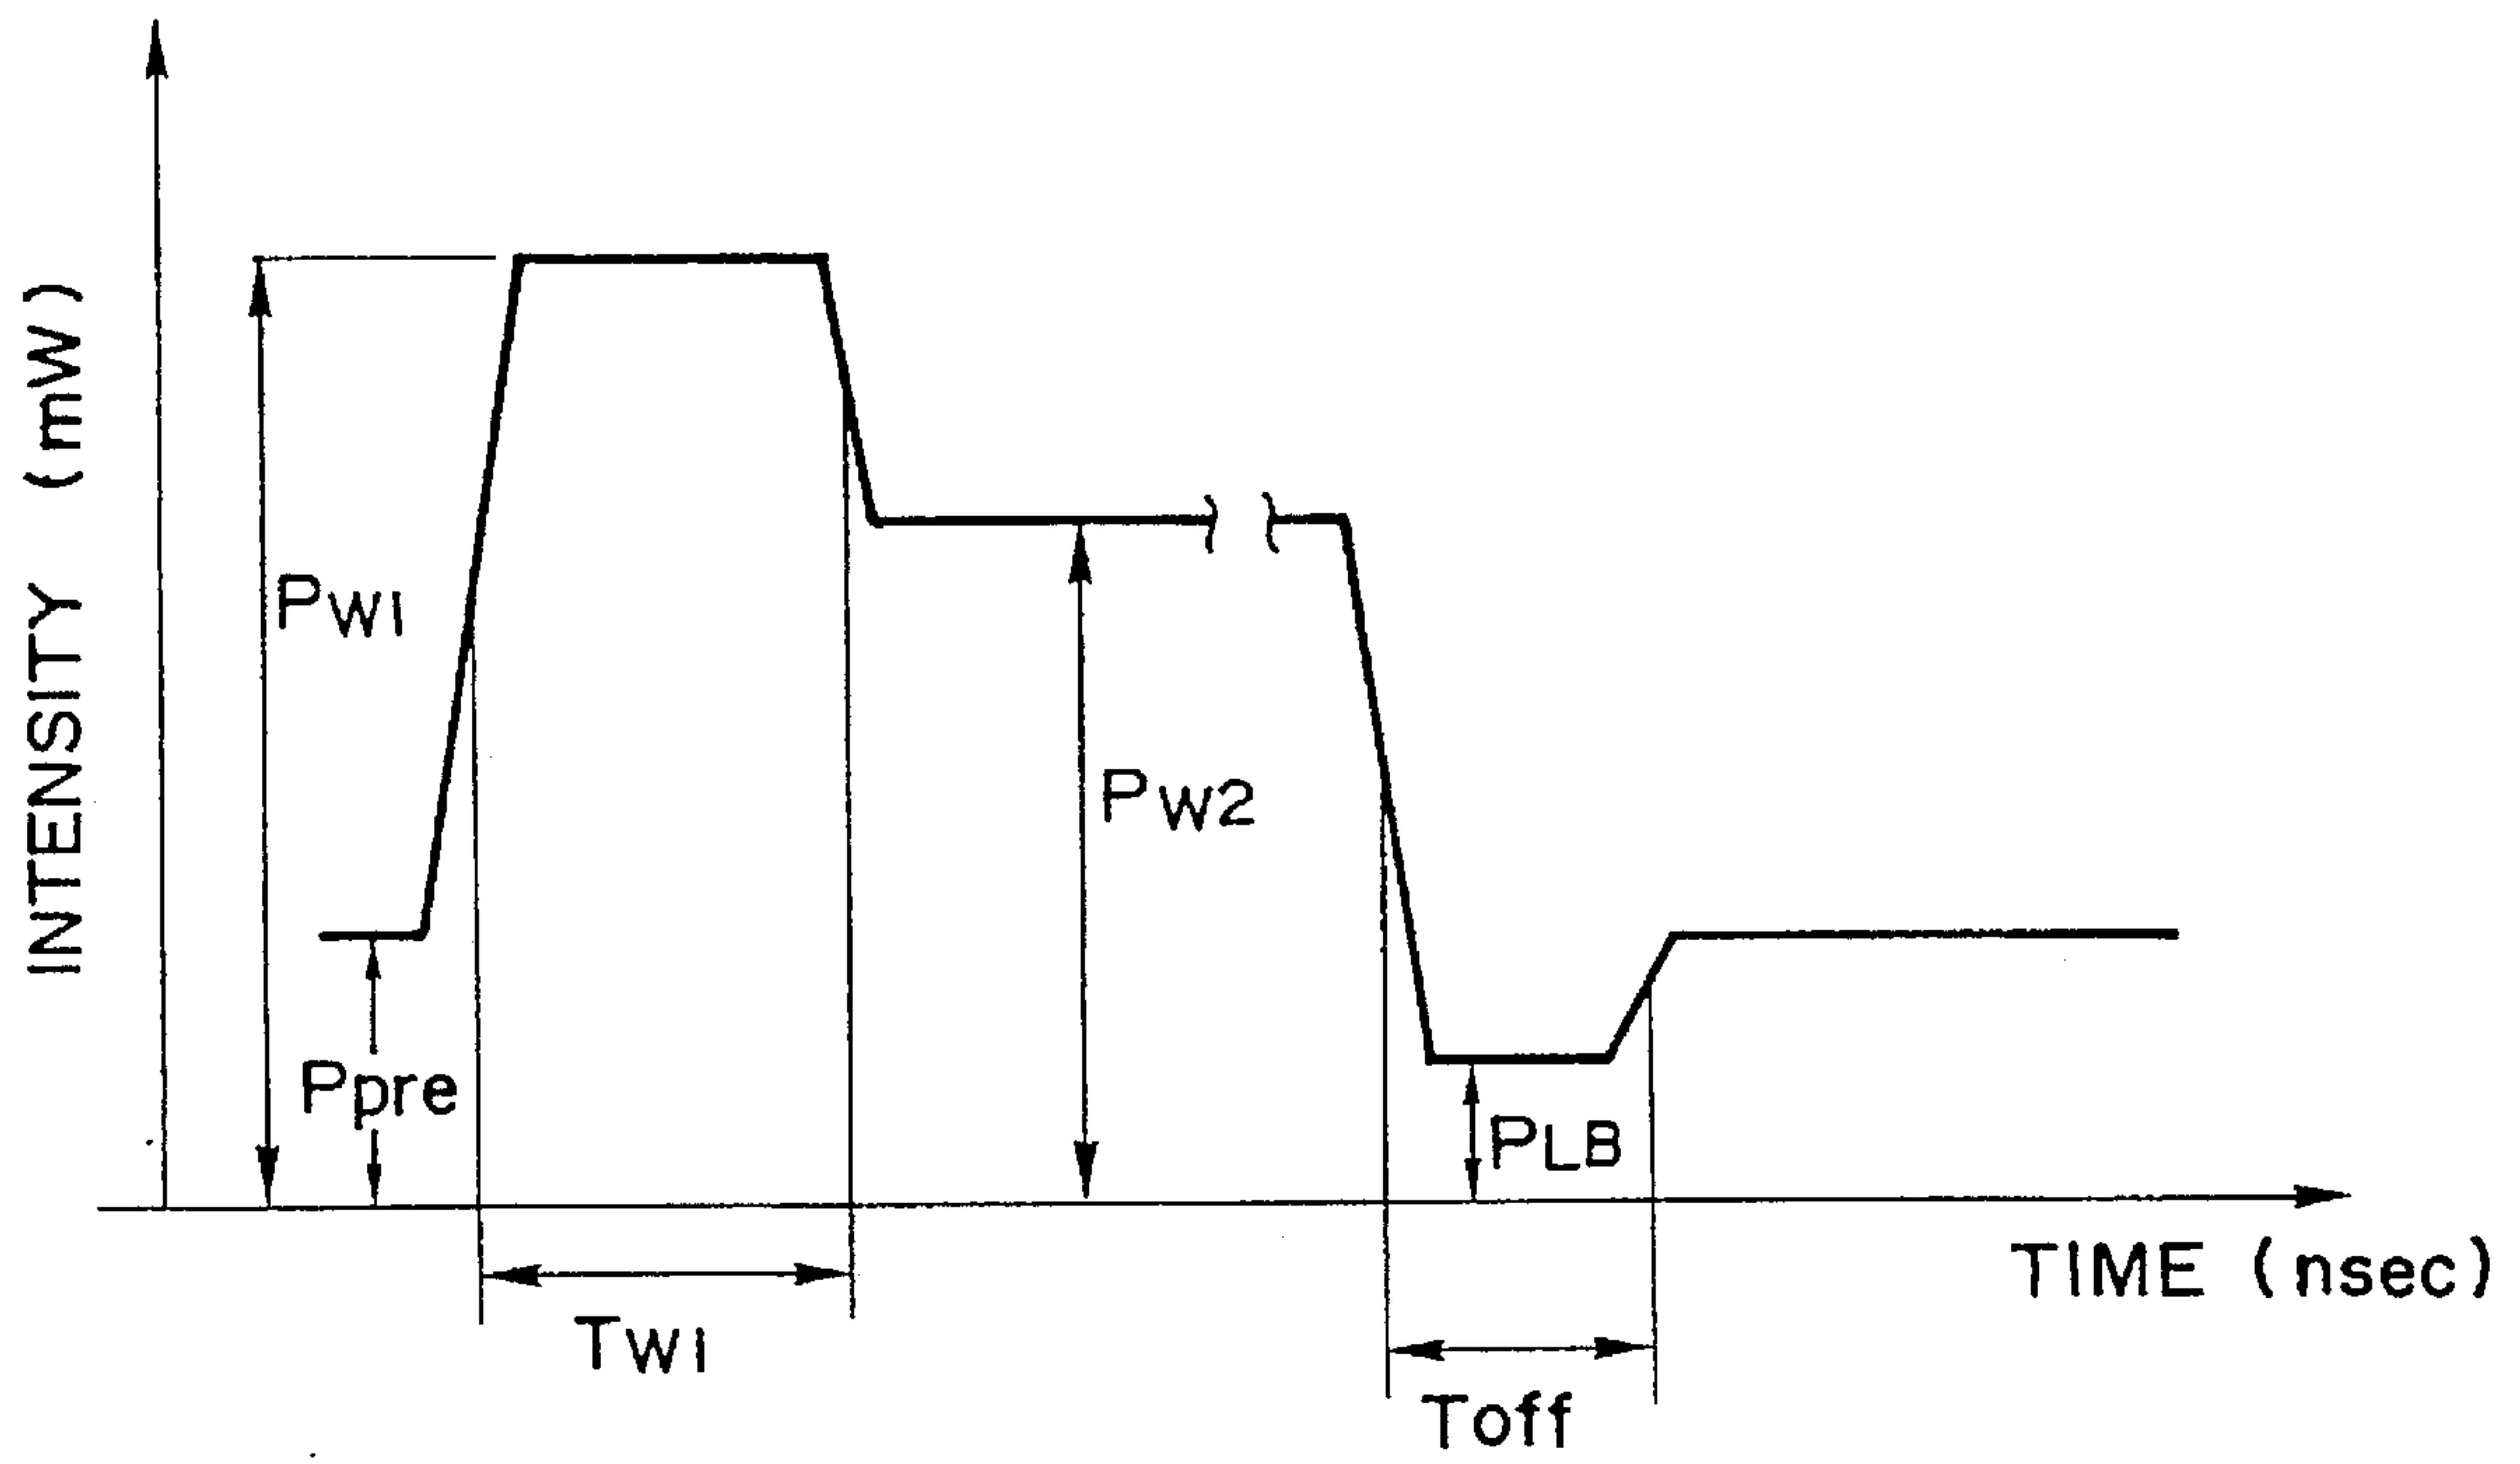 INTENSITY (mW)
PW1
PW2
Ppre
PLB
TIME (nsec)
TW1
Toff